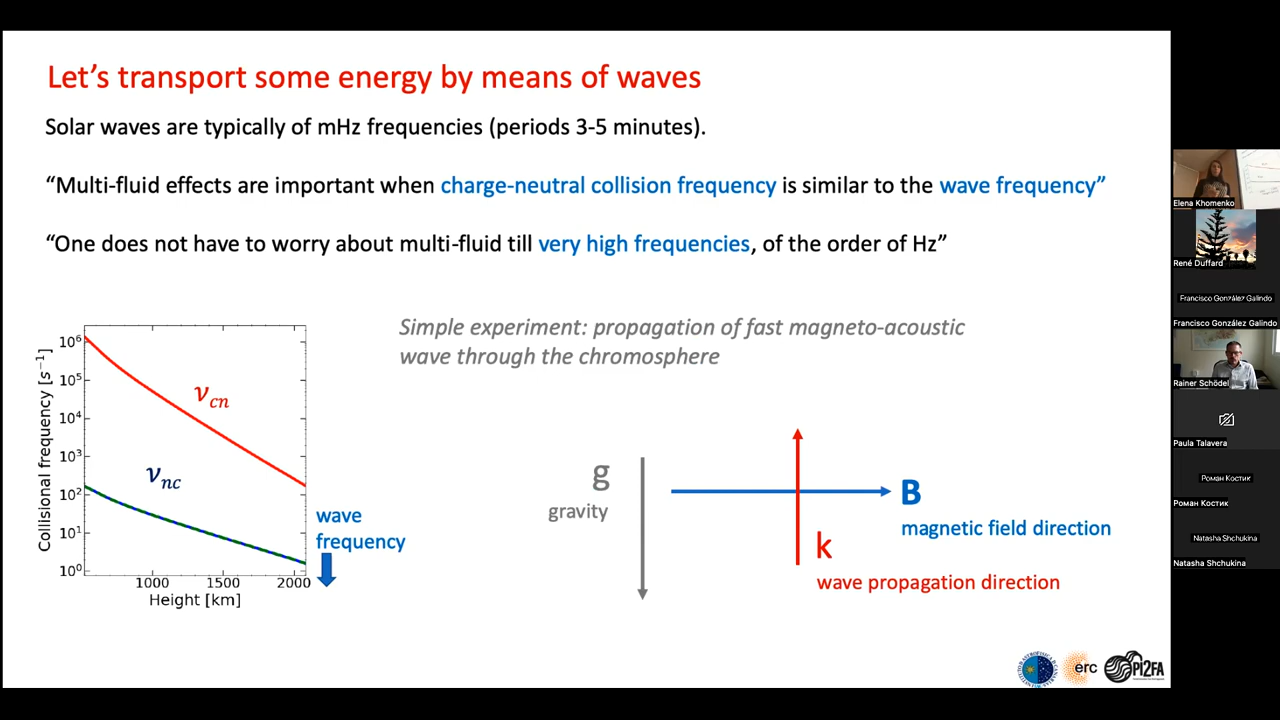 Let's transport some energy by means of waves
Solar waves are typically of mHz frequencies (periods 3-5 minutes).
“Multi-fluid effects are important when charge-neutral collision frequency is similar to the wave frequency”
“One does not have to worry about multi-fluid till very high frequencies, of the order of Hz”
Simple experiment: propagation of fast magneto-acoustic
wave through the chromosphere
Collisional frequency [s⁻¹]
10⁶
10⁵
10⁴
10³
10²
10¹
10⁰
ν_cn
ν_nc
1000
1500
2000
Height [km]
wave
frequency
g
gravity
B
magnetic field direction
k
wave propagation direction
erc
PI2FA
Elena Khomenko
René Duffard
Francisco González Galindo
Francisco González Galindo
Rainer Schödel
Paula Talavera
Роман Костик
Роман Костик
Natasha Shchukina
Natasha Shchukina